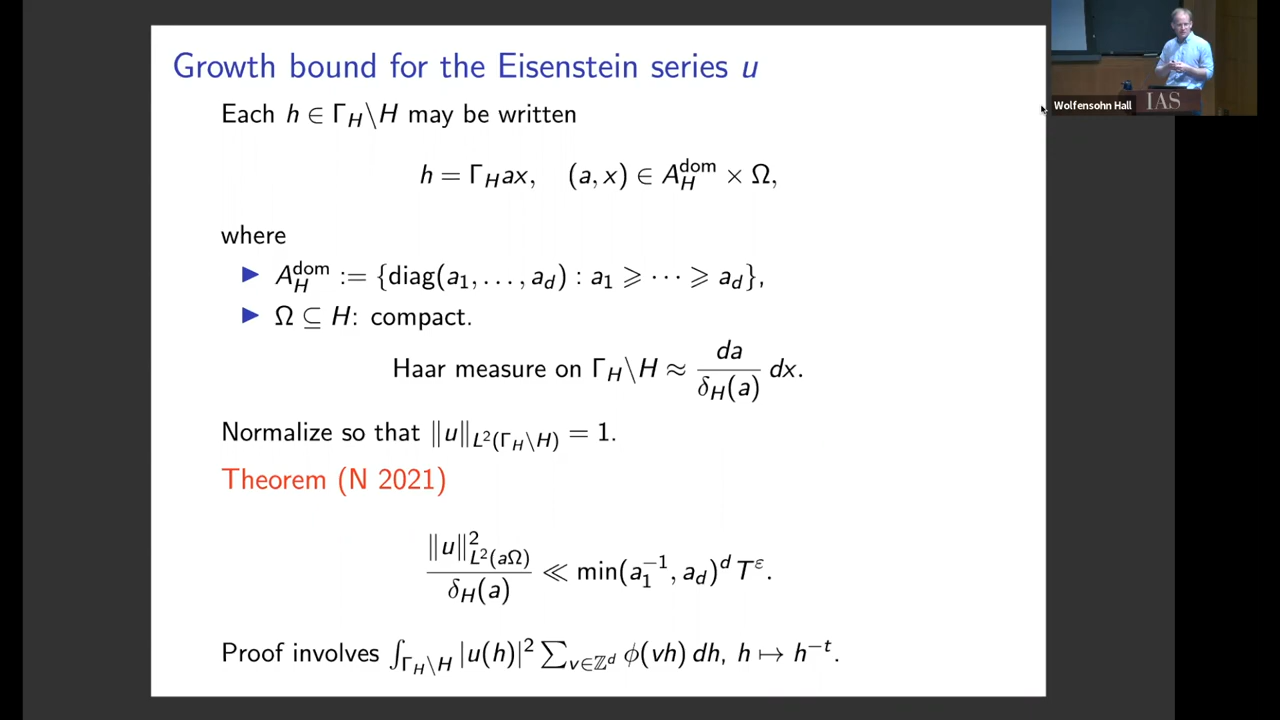 Growth bound for the Eisenstein series u
Each h ∈ Γ_H\H may be written
h = Γ_H ax, (a, x) ∈ A_H^dom × Ω,
where
▶ A_H^dom := {diag(a_1, . . . , a_d) : a_1 ⩾ · · · ⩾ a_d},
▶ Ω ⊆ H: compact.
Haar measure on Γ_H\H ≈ da/δ_H(a) dx.
Normalize so that ‖u‖_{L^2(Γ_H\H)} = 1.
Theorem (N 2021)
‖u‖^2_{L^2(aΩ)} / δ_H(a) ≪ min(a_1^{-1}, a_d)^d T^ε.
Proof involves ∫_{Γ_H\H} |u(h)|^2 ∑_{v∈ℤ^d} ϕ(vh) dh, h ↦ h^{-t}.
Wolfensohn Hall
IAS